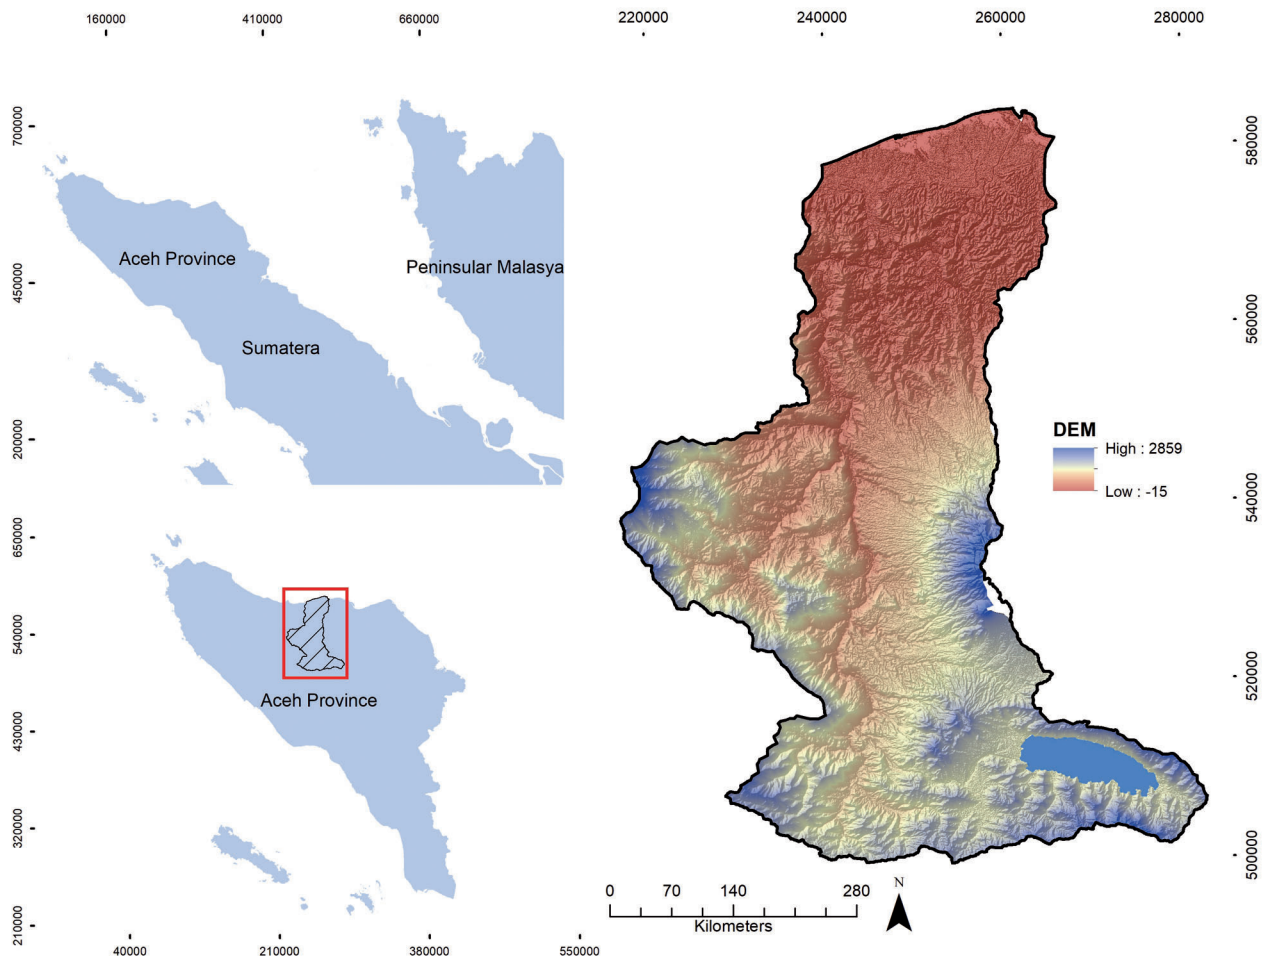 160000 410000 660000
700000
450000
200000
Aceh Province
Peninsular Malasya
Sumatera
650000
540000
430000
320000
210000
Aceh Province
40000 210000 380000 550000
220000 240000 260000 280000
580000
560000
540000
520000
500000
DEM
High : 2859
Low : -15
0 70 140 280
Kilometers
N